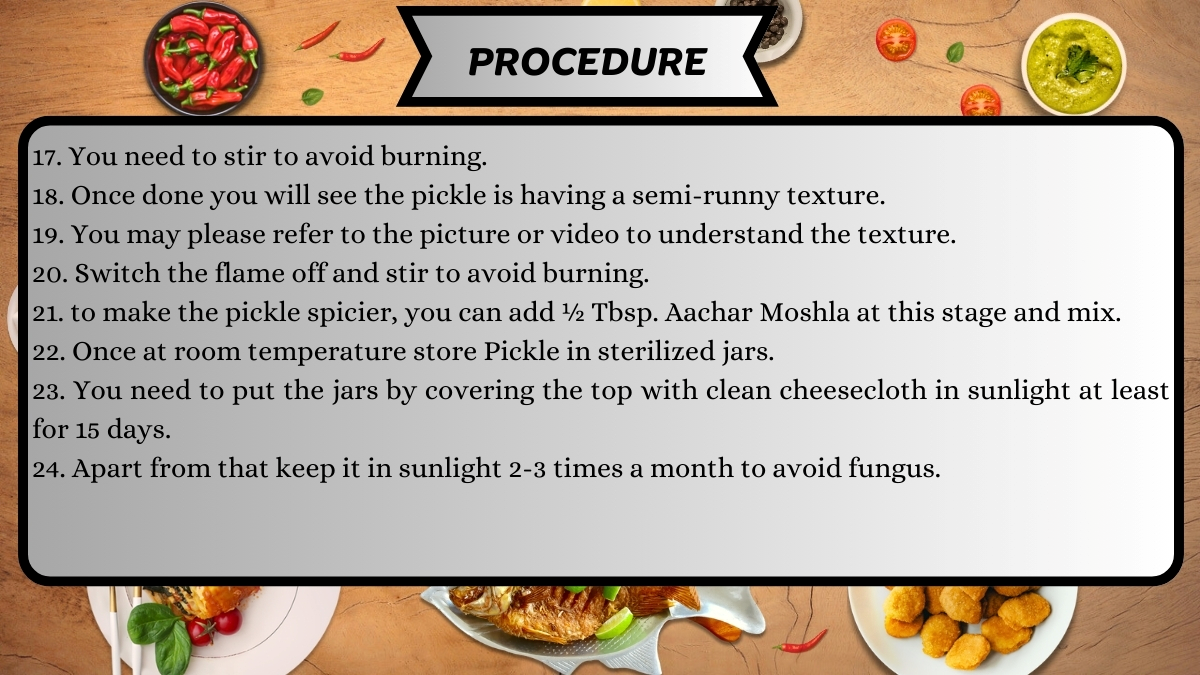 PROCEDURE
17. You need to stir to avoid burning.
18. Once done you will see the pickle is having a semi-runny texture.
19. You may please refer to the picture or video to understand the texture.
20. Switch the flame off and stir to avoid burning.
21. to make the pickle spicier, you can add ½ Tbsp. Aachar Moshla at this stage and mix.
22. Once at room temperature store Pickle in sterilized jars.
23. You need to put the jars by covering the top with clean cheesecloth in sunlight at least
for 15 days.
24. Apart from that keep it in sunlight 2-3 times a month to avoid fungus.